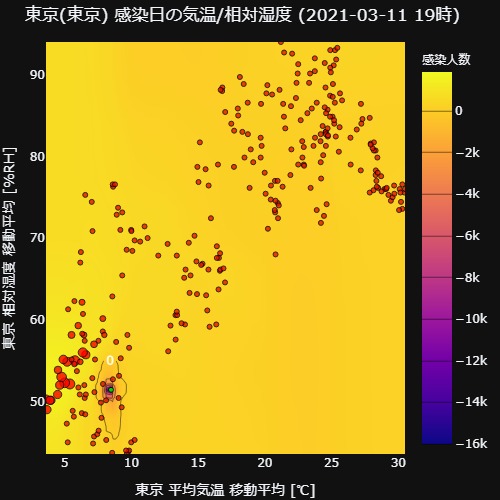 東京(東京) 感染日の気温/相対湿度 (2021-03-11 19時)
感染人数
90
80
70
60
50
0
−2k
−4k
−6k
−8k
−10k
−12k
−14k
−16k
0
5
10
15
20
25
30
東京 相対湿度 移動平均 [%RH]
東京 平均気温 移動平均 [℃]